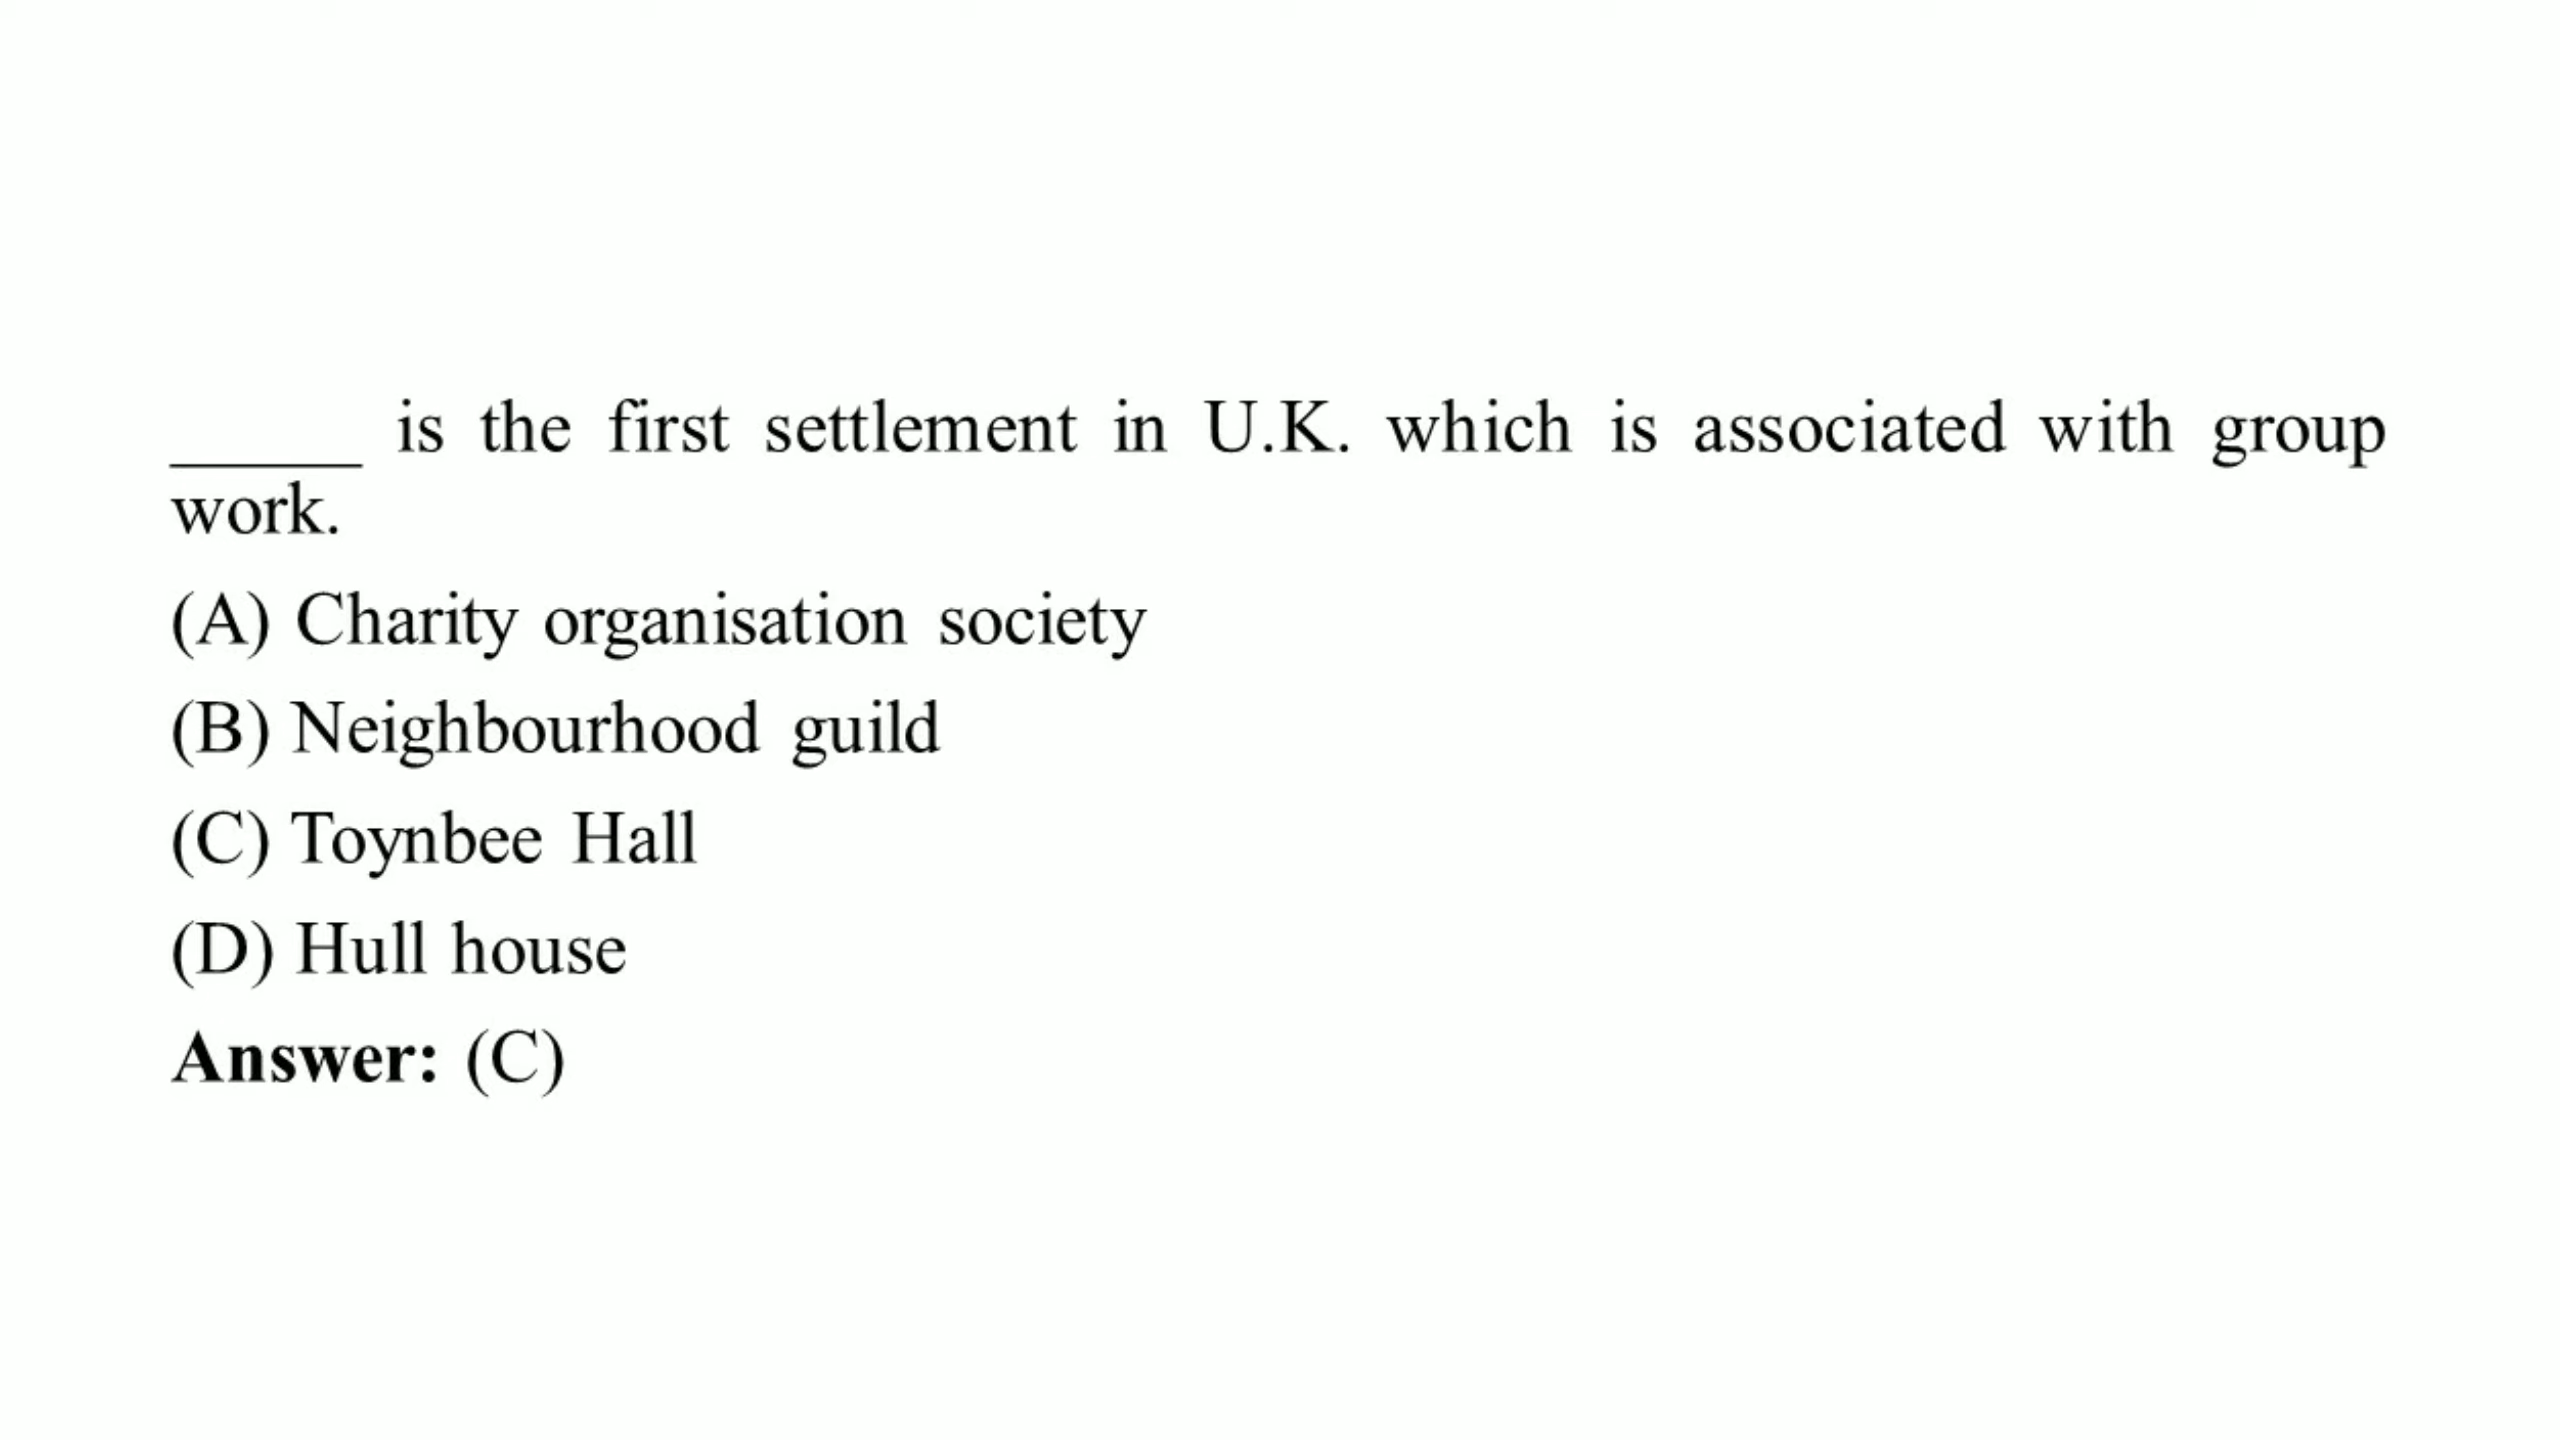 _____ is the first settlement in U.K. which is associated with group
work.
(A) Charity organisation society
(B) Neighbourhood guild
(C) Toynbee Hall
(D) Hull house
Answer: (C)